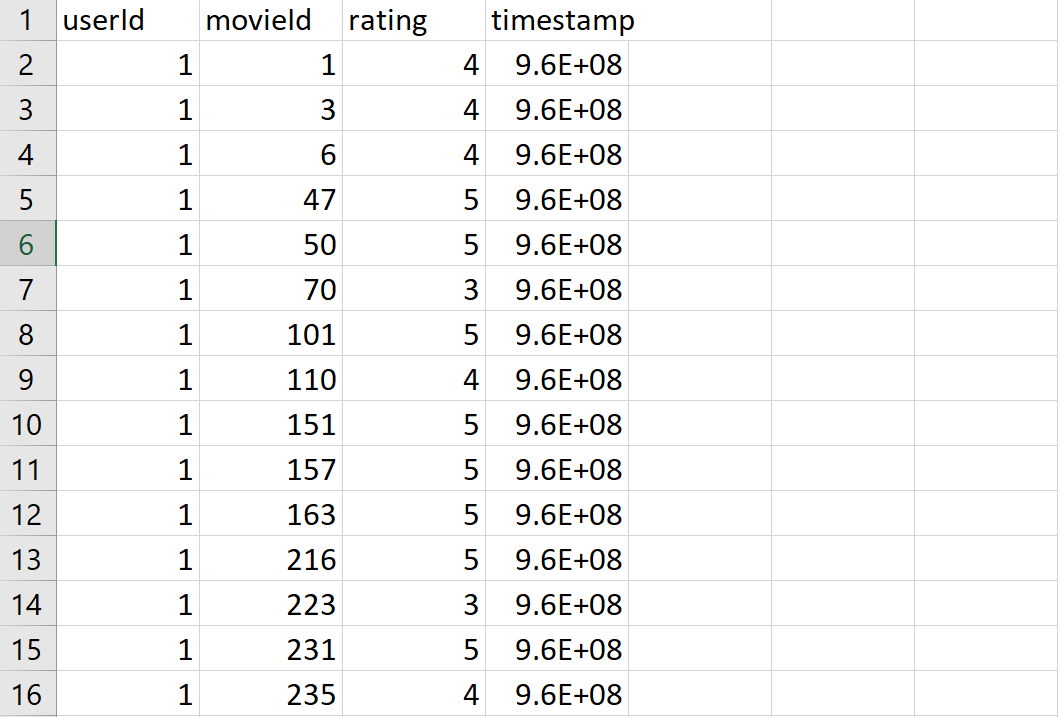 1 userId movieId rating timestamp
2 1 1 4 9.6E+08
3 1 3 4 9.6E+08
4 1 6 4 9.6E+08
5 1 47 5 9.6E+08
6 1 50 5 9.6E+08
7 1 70 3 9.6E+08
8 1 101 5 9.6E+08
9 1 110 4 9.6E+08
10 1 151 5 9.6E+08
11 1 157 5 9.6E+08
12 1 163 5 9.6E+08
13 1 216 5 9.6E+08
14 1 223 3 9.6E+08
15 1 231 5 9.6E+08
16 1 235 4 9.6E+08